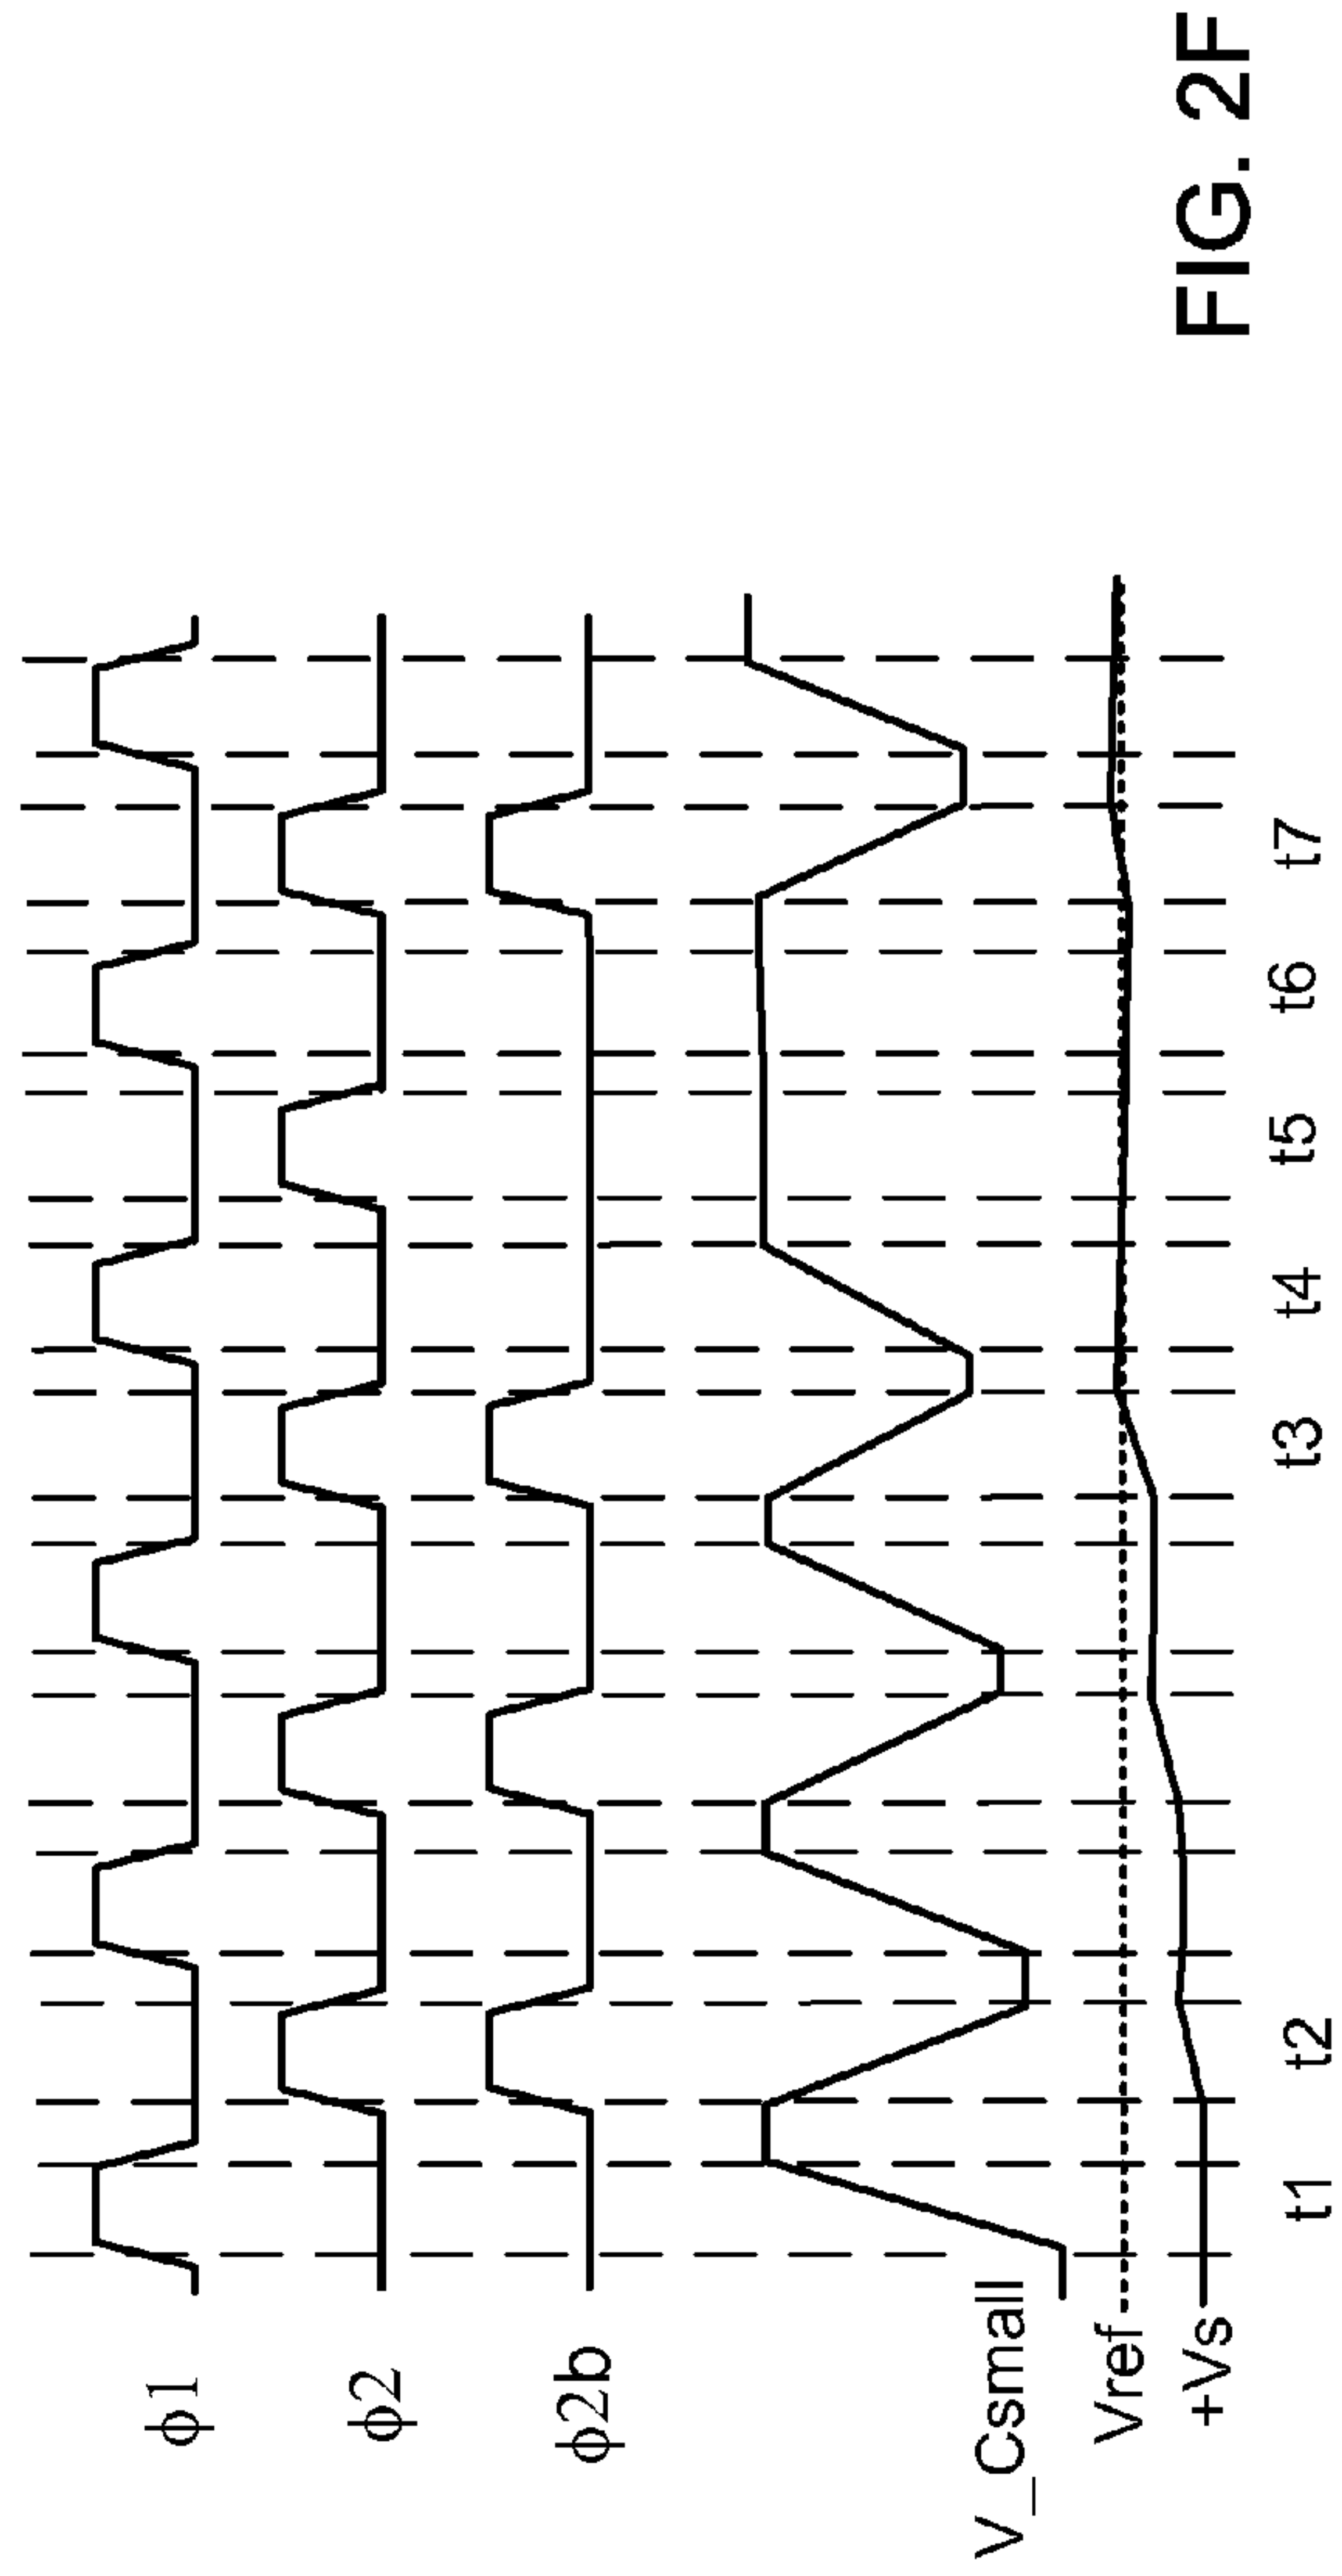 ϕ1
ϕ2
ϕ2b
V_Csmall
Vref
+Vs
t1 t2 t3 t4 t5 t6 t7
FIG. 2F